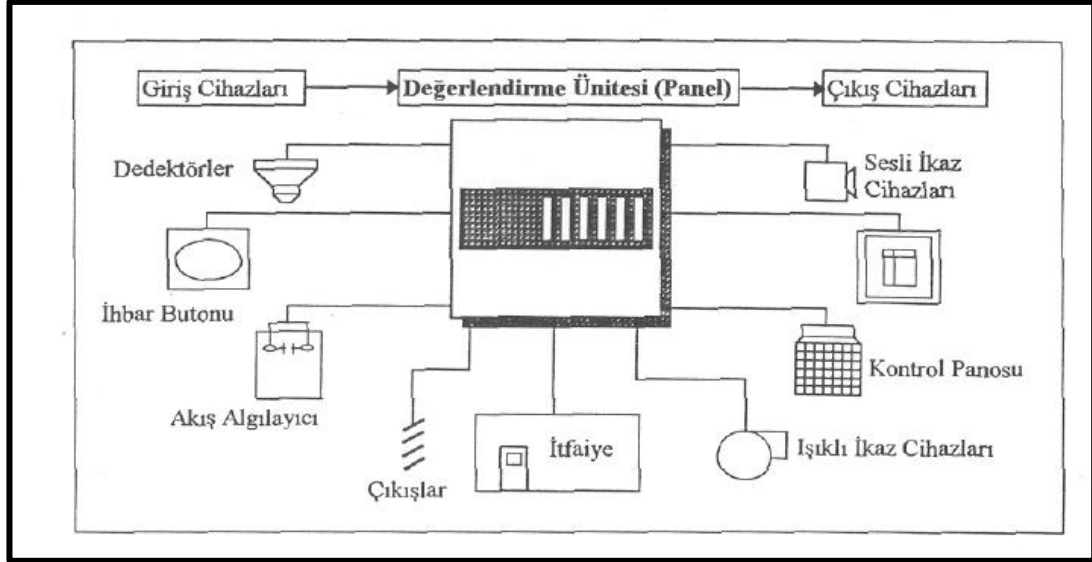 Giriş Cihazları
Değerlendirme Ünitesi (Panel)
Çıkış Cihazları
Dedektörler
Sesli İkaz
Cihazları
İhbar Butonu
Kontrol Panosu
Akış Algılayıcı
İtfaiye
Işıklı İkaz Cihazları
Çıkışlar